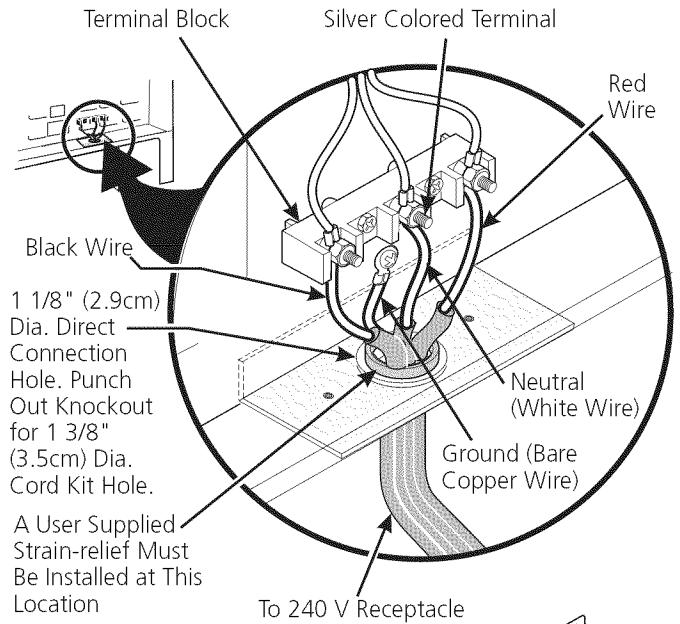 Terminal Block
Silver Colored Terminal
Red
Wire
Black Wire
1 1/8" (2.9cm)
Dia. Direct
Connection
Hole. Punch
Out Knockout
for 1 3/8"
(3.5cm) Dia.
Cord Kit Hole.
Neutral
(White Wire)
Ground (Bare
Copper Wire)
A User Supplied
Strain-relief Must
Be Installed at This
Location
To 240 V Receptacle